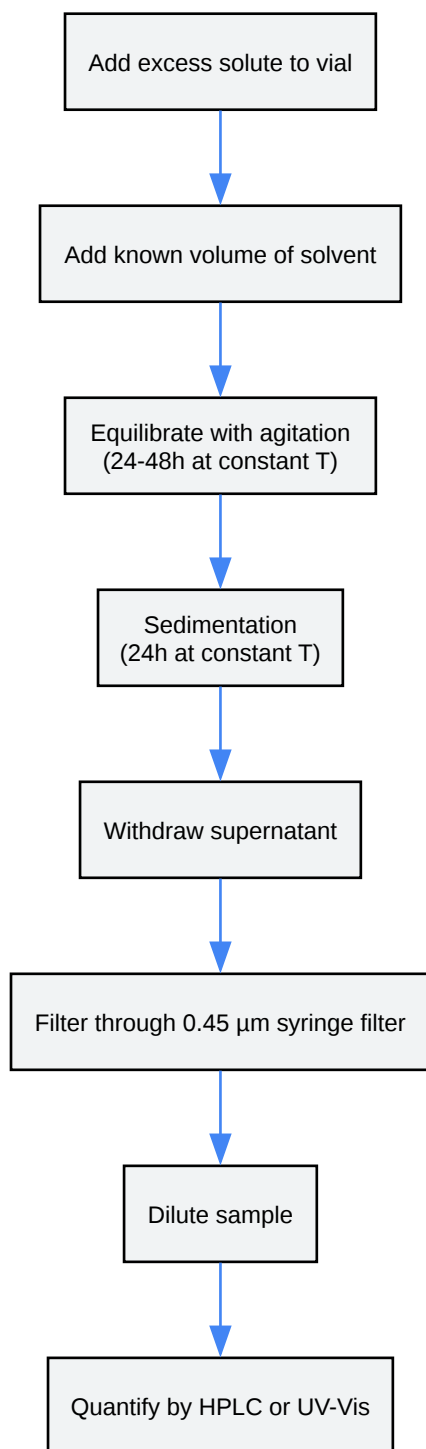 Add excess solute to vial
Add known volume of solvent
Equilibrate with agitation
(24-48h at constant T)
Sedimentation
(24h at constant T)
Withdraw supernatant
Filter through 0.45 µm syringe filter
Dilute sample
Quantify by HPLC or UV-Vis